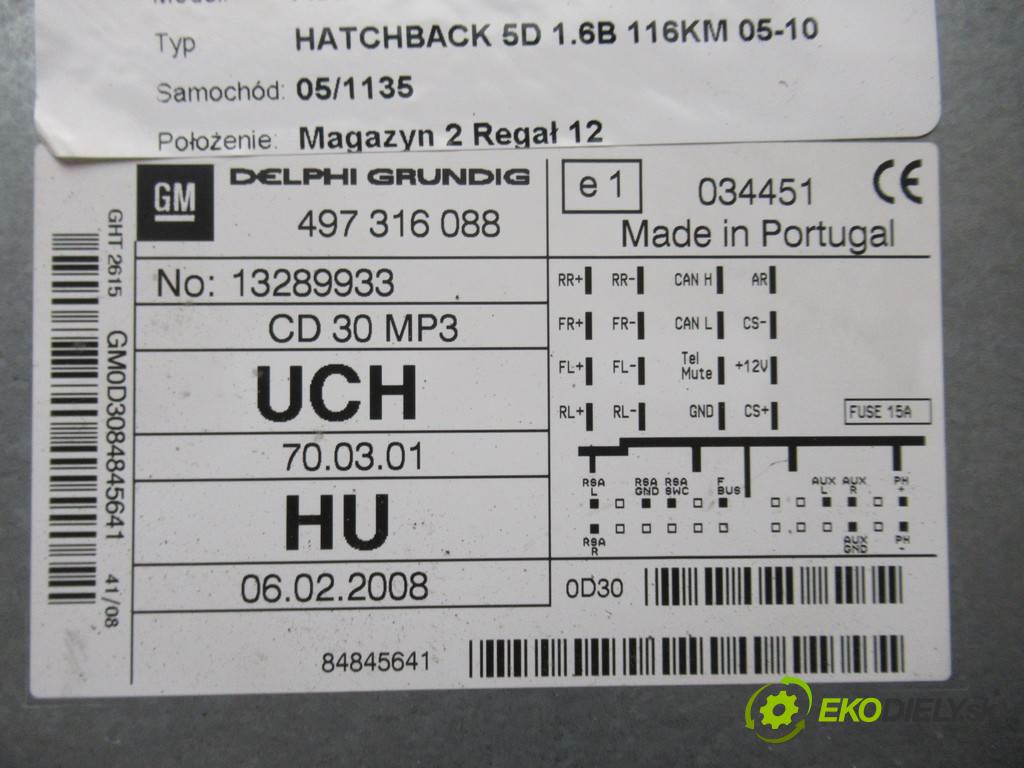 Typ HATCHBACK 5D 1.6B 116KM 05-10
Samochód: 05/1135
Położenie: Magazyn 2 Regał 12
GM DELPHI GRUNDIG
497 316 088
e 1 034451 CE
Made in Portugal
No: 13289933
CD 30 MP3
UCH
70.03.01
HU
06.02.2008
GHT 2615 GM0D3084845641 41/08
RR+ RR- CAN H AR
FR+ FR- CAN L CS-
FL+ FL- Tel Mute +12V
RL+ RL- GND CS+
FUSE 15A
RSA L RSA GND RSA SWC F BUS AUX L AUX R PH +
RSA R AUX GND PH -
0D30
84845641
EKODIELY.SK